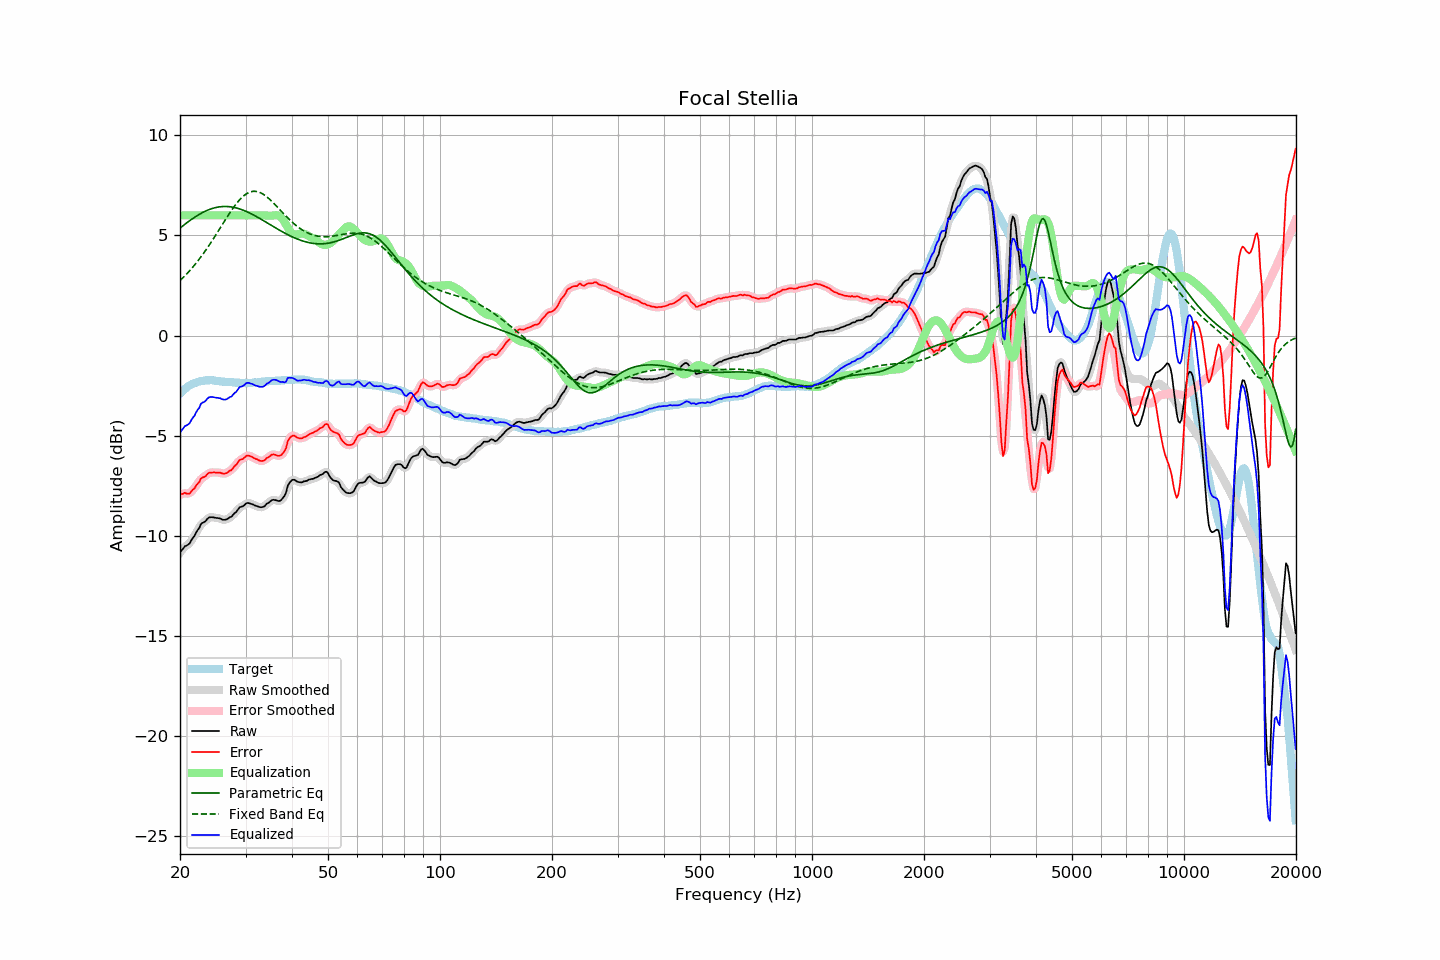 Focal Stellia
Amplitude (dBr)
10
5
0
−5
−10
−15
−20
−25
Target
Raw Smoothed
Error Smoothed
Raw
Error
Equalization
Parametric Eq
Fixed Band Eq
Equalized
20 50 100 200 500 1000 2000 5000 10000 20000
Frequency (Hz)